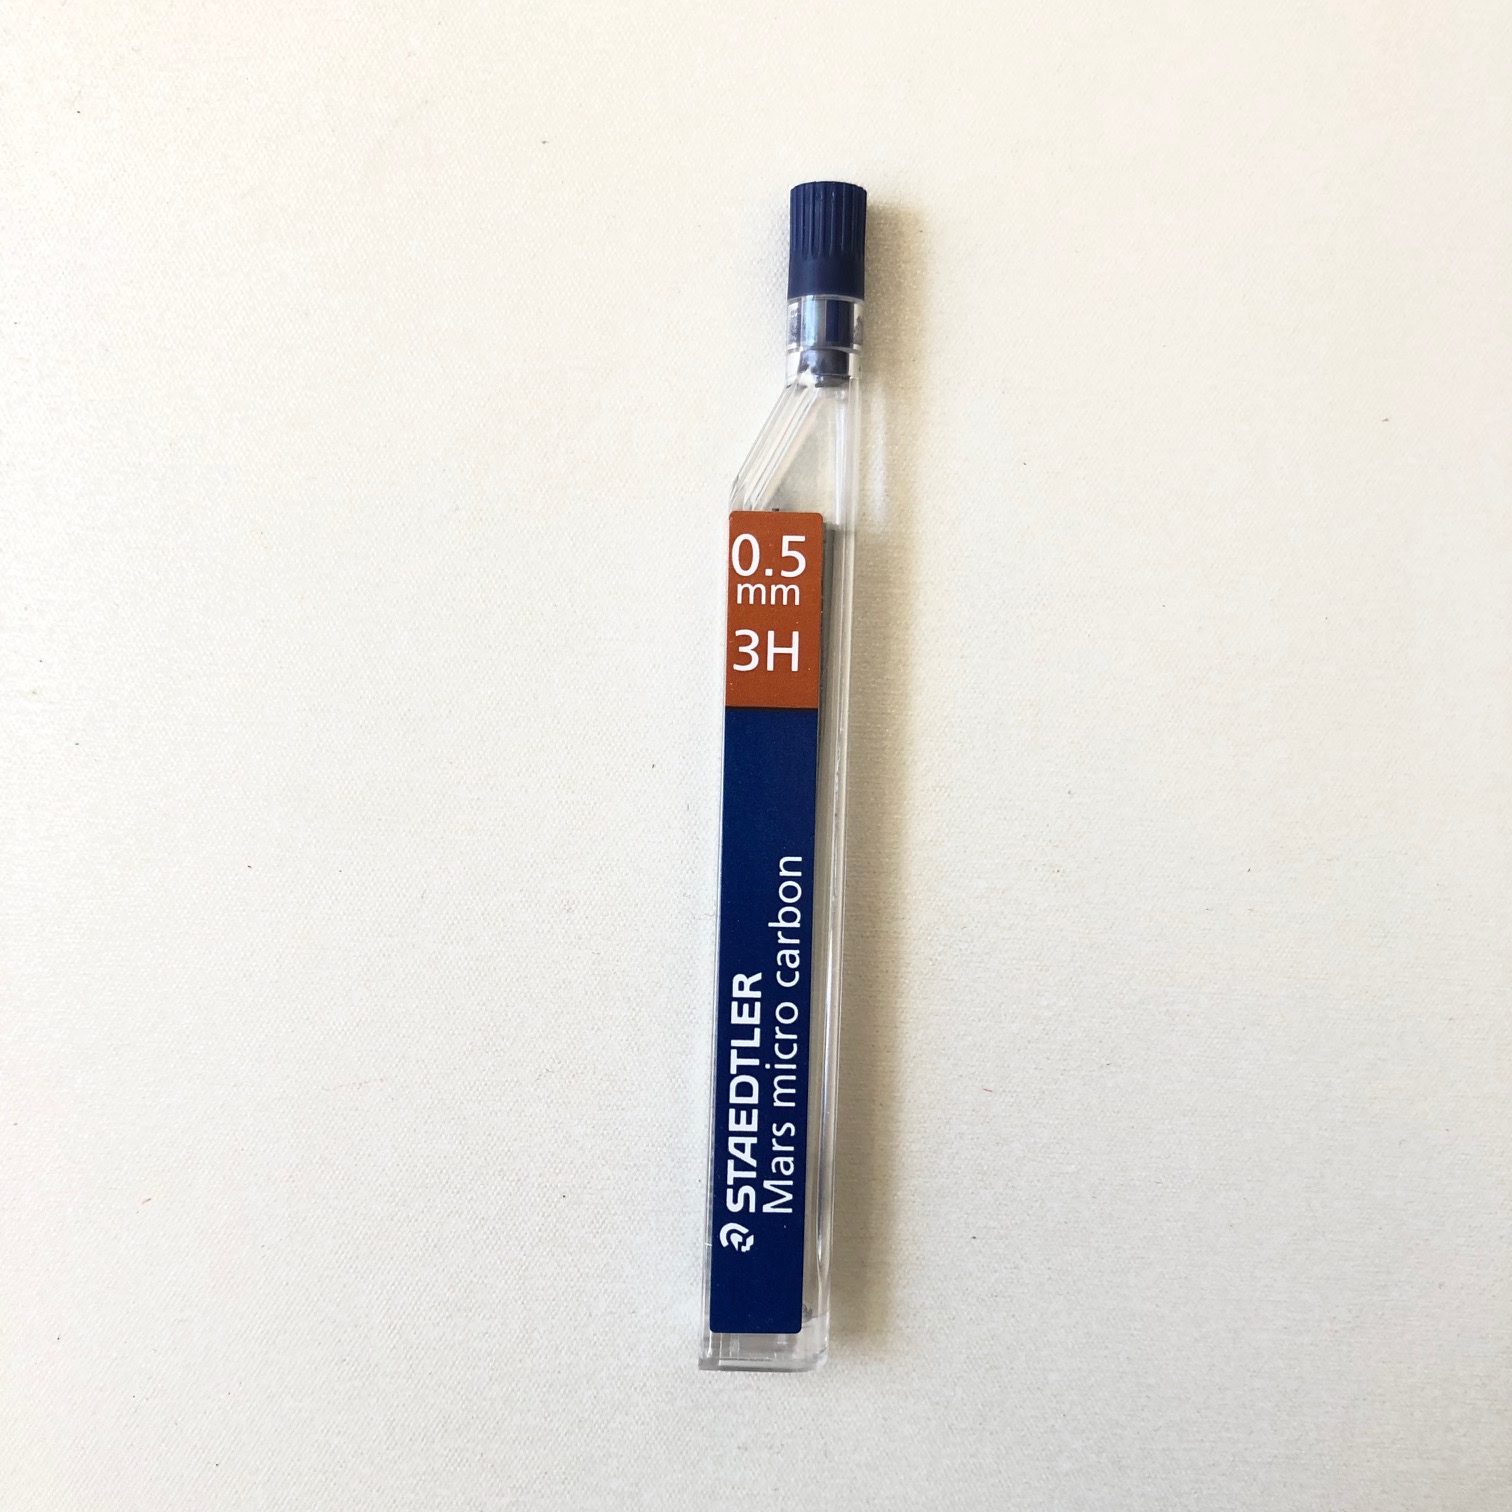 0.5
mm
3H
STAEDTLER
Mars micro carbon